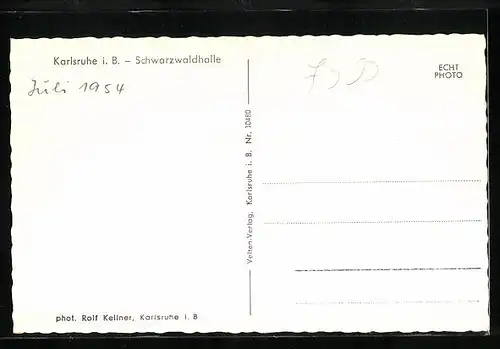 Karlsruhe i. B. – Schwarzwaldhalle
Juli 1954
ECHT
PHOTO
Velten-Verlag, Karlsruhe i. B. Nr. 10480
phot. Rolf Kellner, Karlsruhe i. B